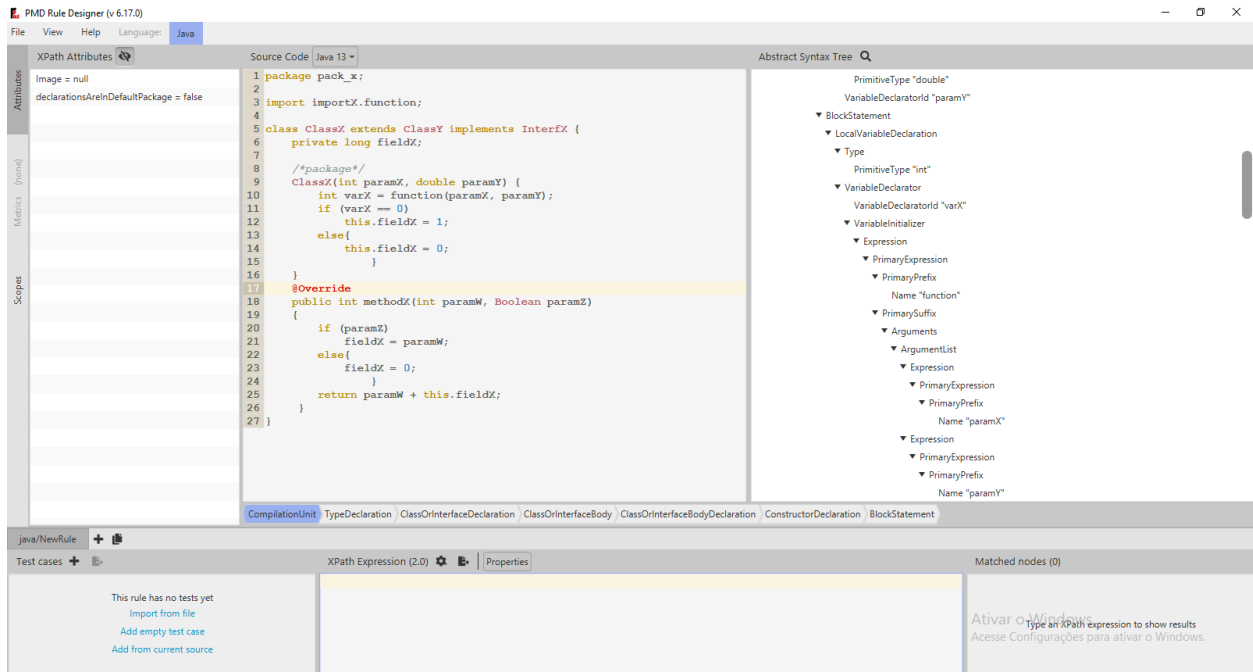 PMD Rule Designer (v 6.17.0)
File View Help Language: Java
XPath Attributes
Image = null
declarationsAreInDefaultPackage = false
Attributes
Metrics (none)
Scopes
Source Code Java 13
1 package pack_x;
2
3 import importX.function;
4
5 class ClassX extends ClassY implements InterfX {
6 private long fieldX;
7
8 /*package*/
9 ClassX(int paramX, double paramY) {
10 int varX = function(paramX, paramY);
11 if (varX == 0)
12 this.fieldX = 1;
13 else{
14 this.fieldX = 0;
15 }
16 }
17 @Override
18 public int methodX(int paramW, Boolean paramZ)
19 {
20 if (paramZ)
21 fieldX = paramW;
22 else{
23 fieldX = 0;
24 }
25 return paramW + this.fieldX;
26 }
27 }
Abstract Syntax Tree
PrimitiveType "double"
VariableDeclaratorId "paramY"
BlockStatement
LocalVariableDeclaration
Type
PrimitiveType "int"
VariableDeclarator
VariableDeclaratorId "varX"
VariableInitializer
Expression
PrimaryExpression
PrimaryPrefix
Name "function"
PrimarySuffix
Arguments
ArgumentList
Expression
PrimaryExpression
PrimaryPrefix
Name "paramX"
Expression
PrimaryExpression
PrimaryPrefix
Name "paramY"
CompilationUnit TypeDeclaration ClassOrInterfaceDeclaration ClassOrInterfaceBody ClassOrInterfaceBodyDeclaration ConstructorDeclaration BlockStatement
java/NewRule
Test cases
This rule has no tests yet
Import from file
Add empty test case
Add from current source
XPath Expression (2.0) Properties
Matched nodes (0)
Type an XPath expression to show results
Ativar o Windows
Acesse Configurações para ativar o Windows.